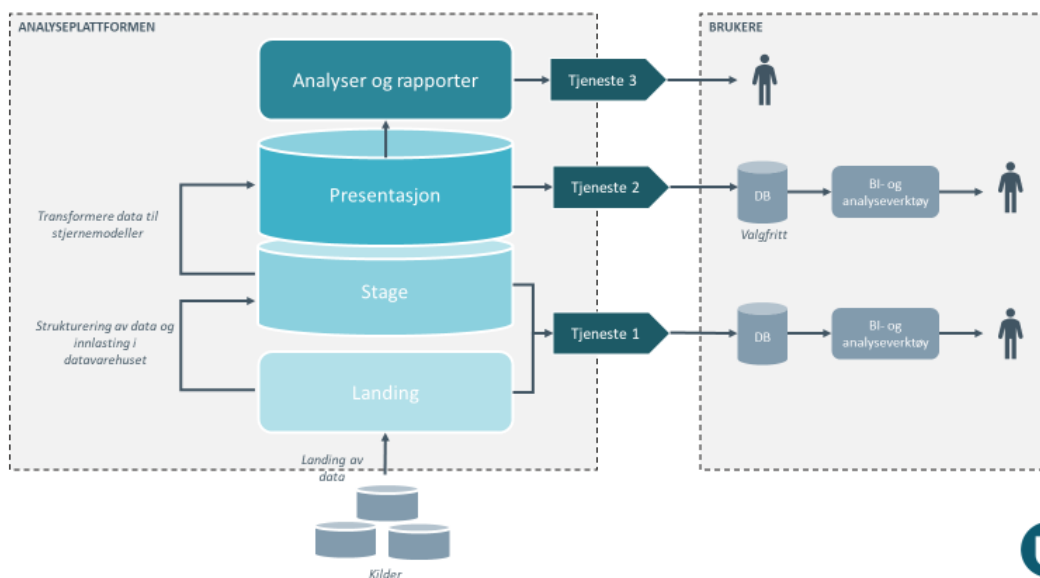 ANALYSEPLATTFORMEN
BRUKERE
Analyser og rapporter
Tjeneste 3
Presentasjon
Tjeneste 2
DB
BI- og
analyseverktøy
Valgfritt
Transformere data til
stjernemodeller
Stage
Strukturering av data og
innlasting i
datavarehuset
Tjeneste 1
DB
BI- og
analyseverktøy
Landing
Landing av
data
Kilder